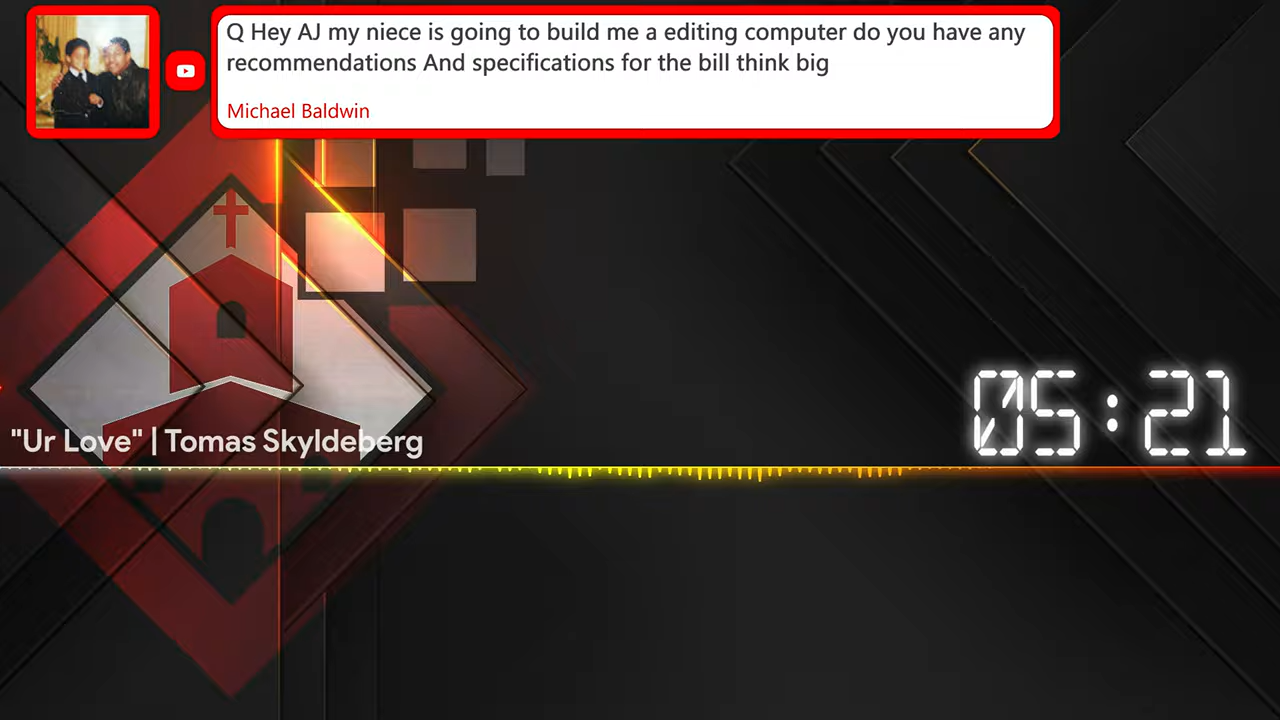 Q Hey AJ my niece is going to build me a editing computer do you have any
recommendations And specifications for the bill think big
Michael Baldwin
05:21
"Ur Love" | Tomas Skyldeberg